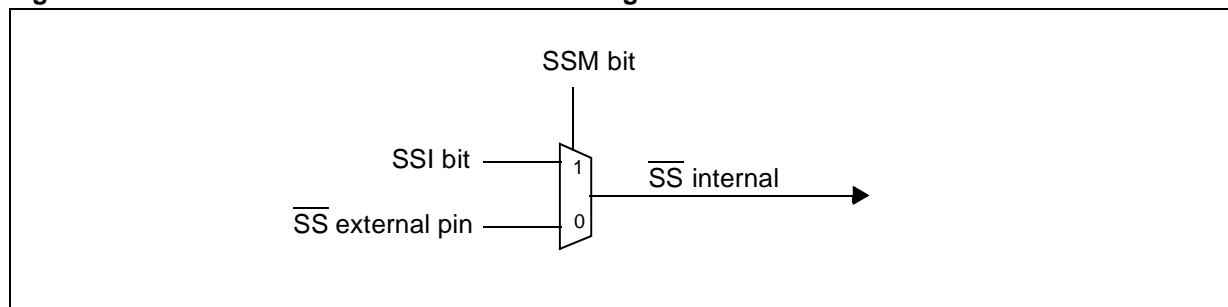 SSM bit
SSI bit
1
SS internal
SS external pin
0